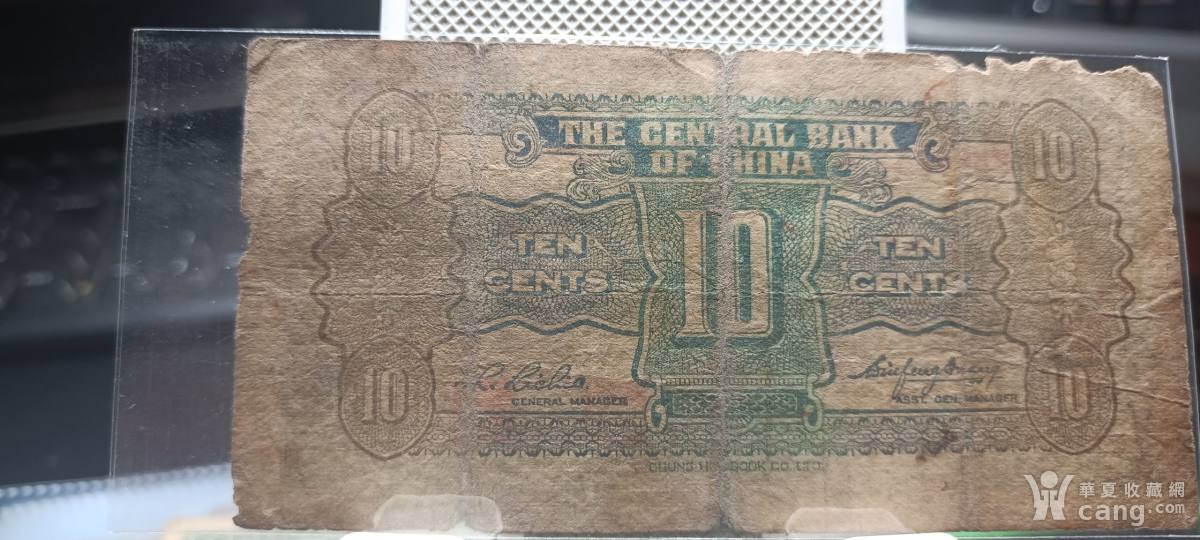 10
10
THE CENTRAL BANK
OF CHINA
10
TEN
CENTS
TEN
CENTS
10
10
GENERAL MANAGER
ASST. GEN. MANAGER
CHUNG HWA BOOK CO. LTD.
華夏收藏網
cang.com